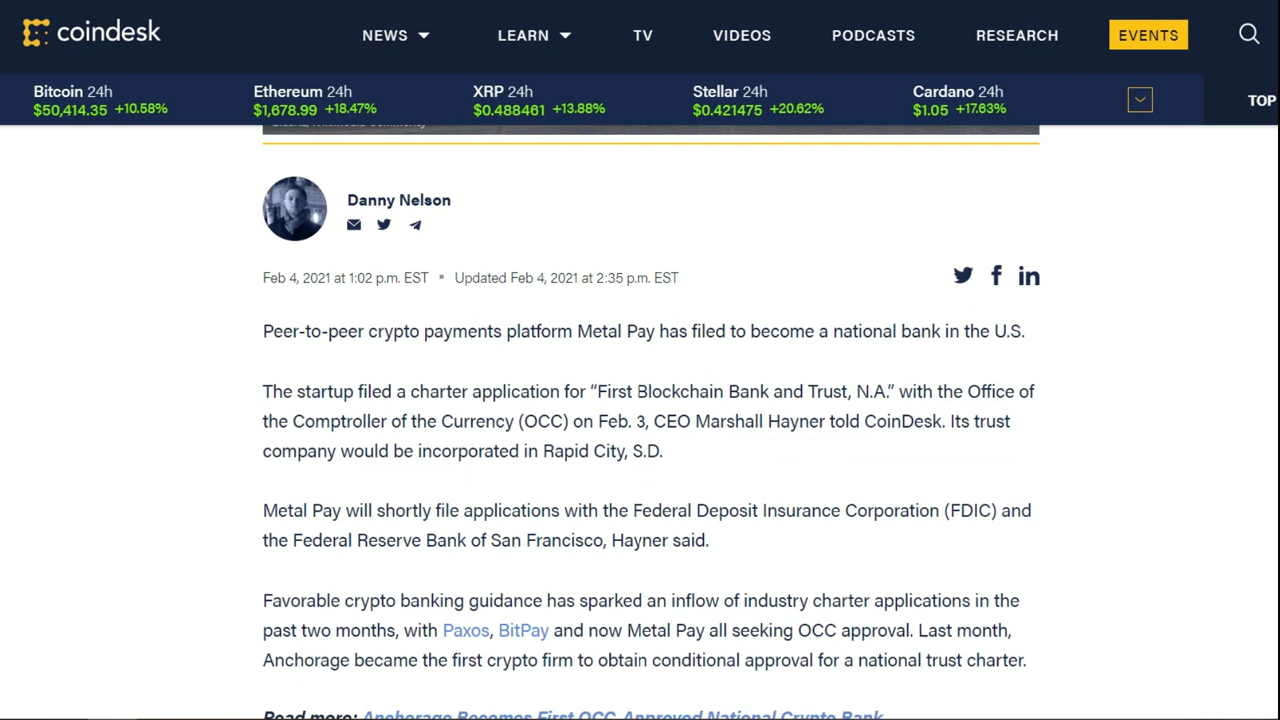 coindesk
NEWS LEARN TV VIDEOS PODCASTS RESEARCH EVENTS
Bitcoin 24h Ethereum 24h XRP 24h Stellar 24h Cardano 24h
$50,414.35 +10.58% $1,678.99 +18.47% $0.488461 +13.88% $0.421475 +20.62% $1.05 +17.63%
TOP
Danny Nelson
Feb 4, 2021 at 1:02 p.m. EST ▪ Updated Feb 4, 2021 at 2:35 p.m. EST
Peer-to-peer crypto payments platform Metal Pay has filed to become a national bank in the U.S.
The startup filed a charter application for “First Blockchain Bank and Trust, N.A.” with the Office of
the Comptroller of the Currency (OCC) on Feb. 3, CEO Marshall Hayner told CoinDesk. Its trust
company would be incorporated in Rapid City, S.D.
Metal Pay will shortly file applications with the Federal Deposit Insurance Corporation (FDIC) and
the Federal Reserve Bank of San Francisco, Hayner said.
Favorable crypto banking guidance has sparked an inflow of industry charter applications in the
past two months, with Paxos, BitPay and now Metal Pay all seeking OCC approval. Last month,
Anchorage became the first crypto firm to obtain conditional approval for a national trust charter.
Read more: Anchorage Becomes First OCC-Approved National Crypto Bank